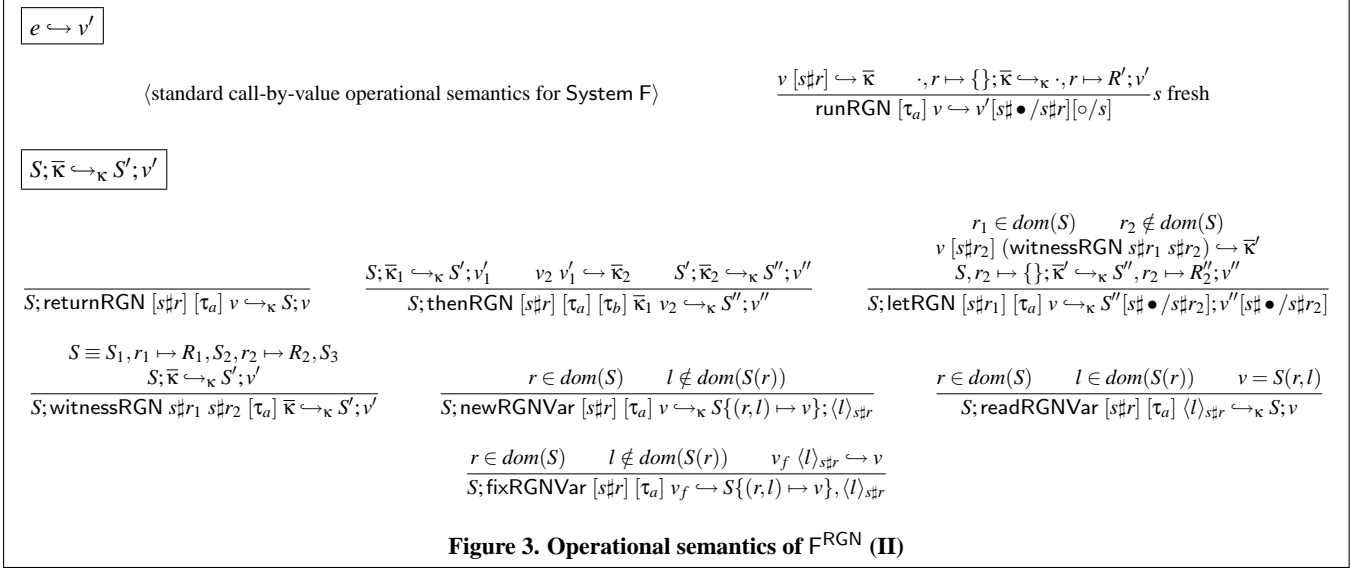 e ↪ v′
⟨standard call-by-value operational semantics for System F⟩
v [s♯r] ↪ κ̅    ·, r ↦ {}; κ̅ ↪κ ·, r ↦ R′; v′
runRGN [τa] v ↪ v′[s♯•/s♯r][∘/s]    s fresh
S; κ̅ ↪κ S′; v′
S; returnRGN [s♯r] [τa] v ↪κ S; v
S; κ̅1 ↪κ S′; v′1    v2 v′1 ↪ κ̅2    S′; κ̅2 ↪κ S″; v″
S; thenRGN [s♯r] [τa] [τb] κ̅1 v2 ↪κ S″; v″
r1 ∈ dom(S)    r2 ∉ dom(S)
v [s♯r2] (witnessRGN s♯r1 s♯r2) ↪ κ̅′
S, r2 ↦ {}; κ̅′ ↪κ S″, r2 ↦ R″2; v″
S; letRGN [s♯r1] [τa] v ↪κ S″[s♯•/s♯r2]; v″[s♯•/s♯r2]
S ≡ S1, r1 ↦ R1, S2, r2 ↦ R2, S3
S; κ̅ ↪κ S′; v′
S; witnessRGN s♯r1 s♯r2 [τa] κ̅ ↪κ S′; v′
r ∈ dom(S)    l ∉ dom(S(r))
S; newRGNVar [s♯r] [τa] v ↪κ S{(r, l) ↦ v}; ⟨l⟩s♯r
r ∈ dom(S)    l ∈ dom(S(r))    v = S(r, l)
S; readRGNVar [s♯r] [τa] ⟨l⟩s♯r ↪κ S; v
r ∈ dom(S)    l ∉ dom(S(r))    vf ⟨l⟩s♯r ↪ v
S; fixRGNVar [s♯r] [τa] vf ↪ S{(r, l) ↦ v}, ⟨l⟩s♯r
Figure 3. Operational semantics of F^RGN (II)